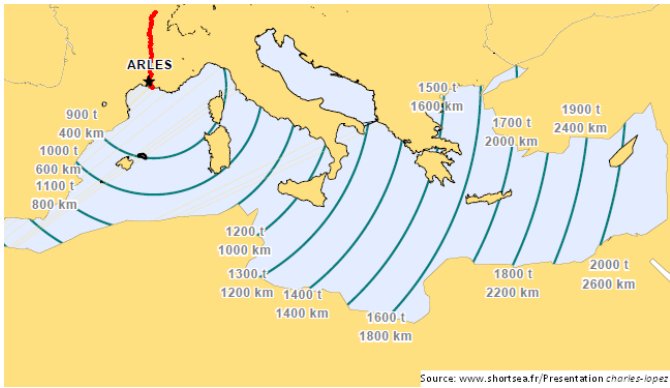 ARLES
900 t
400 km
1000 t
600 km
1100 t
800 km
1200 t
1000 km
1300 t
1200 km
1400 t
1400 km
1500 t
1600 km
1600 t
1800 km
1700 t
2000 km
1800 t
2200 km
1900 t
2400 km
2000 t
2600 km
Source: www.shortsea.fr/Presentation charles-lopez